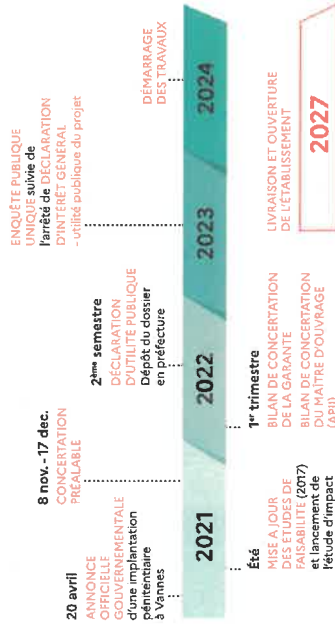 20 avril
ANNONCE
OFFICIELLE
GOUVERNEMENTALE
d'une implantation
pénitentiaire
à Vannes
8 nov. - 17 dec.
CONCERTATION
PRÉALABLE
2ème semestre
DÉCLARATION
D'UTILITÉ PUBLIQUE
Dépôt du dossier
en préfecture
ENQUÊTE PUBLIQUE
UNIQUE suivie de
l'arrêté de DÉCLARATION
D'INTÉRÊT GÉNÉRAL
- utilité publique du projet
DÉMARRAGE
DES TRAVAUX
2021
2022
2023
2024
Été
MISE A JOUR
DES ÉTUDES DE
FAISABILITÉ (2017)
et lancement de
l'étude d'impact
1er trimestre
BILAN DE CONCERTATION
DE LA GARANTE
BILAN DE CONCERTATION
DU MAÎTRE D'OUVRAGE
(APIJ)
LIVRAISON ET OUVERTURE
DE L'ÉTABLISSEMENT
2027